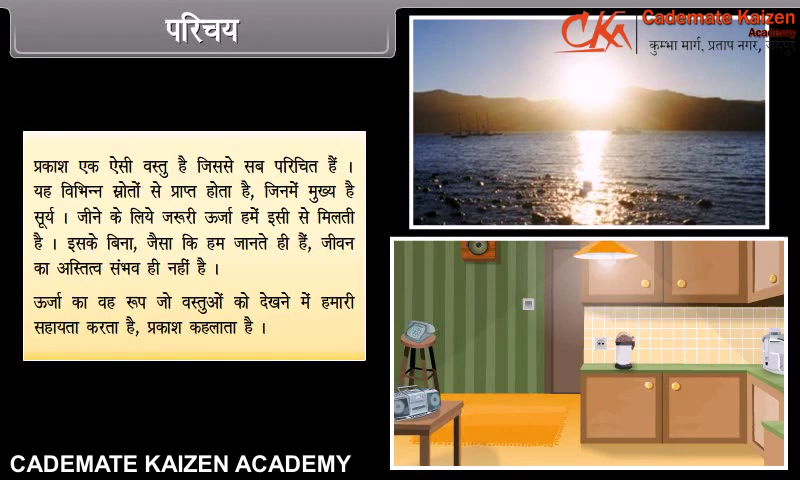 परिचय
CKA
Cademate Kaizen
Academy
कुम्भा मार्ग, प्रताप नगर, जयपुर
प्रकाश एक ऐसी वस्तु है जिससे सब परिचित हैं ।
यह विभिन्न स्रोतों से प्राप्त होता है, जिनमें मुख्य है
सूर्य । जीने के लिये जरूरी ऊर्जा हमें इसी से मिलती
है । इसके बिना, जैसा कि हम जानते ही हैं, जीवन
का अस्तित्व संभव ही नहीं है ।
ऊर्जा का वह रूप जो वस्तुओं को देखने में हमारी
सहायता करता है, प्रकाश कहलाता है ।
CADEMATE KAIZEN ACADEMY